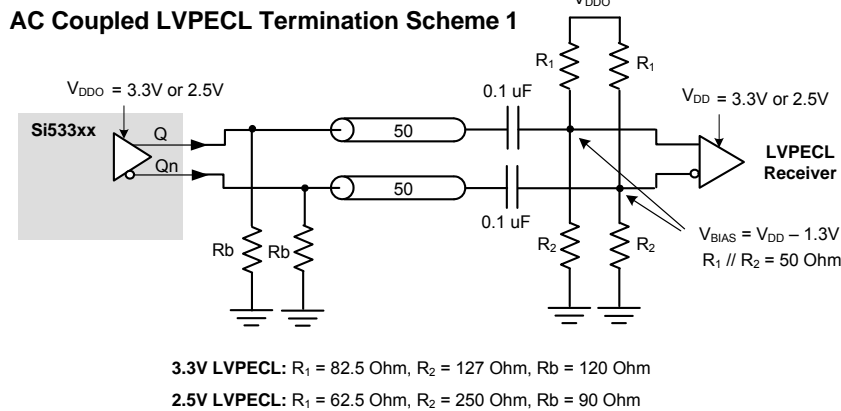 V_DDO
AC Coupled LVPECL Termination Scheme 1
R₁
R₁
V_DDO = 3.3V or 2.5V
0.1 uF
V_DD = 3.3V or 2.5V
Si533xx
Q
50
LVPECL
Receiver
Qn
50
0.1 uF
Rb
Rb
R₂
R₂
V_BIAS = V_DD – 1.3V
R₁ // R₂ = 50 Ohm
3.3V LVPECL: R₁ = 82.5 Ohm, R₂ = 127 Ohm, Rb = 120 Ohm
2.5V LVPECL: R₁ = 62.5 Ohm, R₂ = 250 Ohm, Rb = 90 Ohm